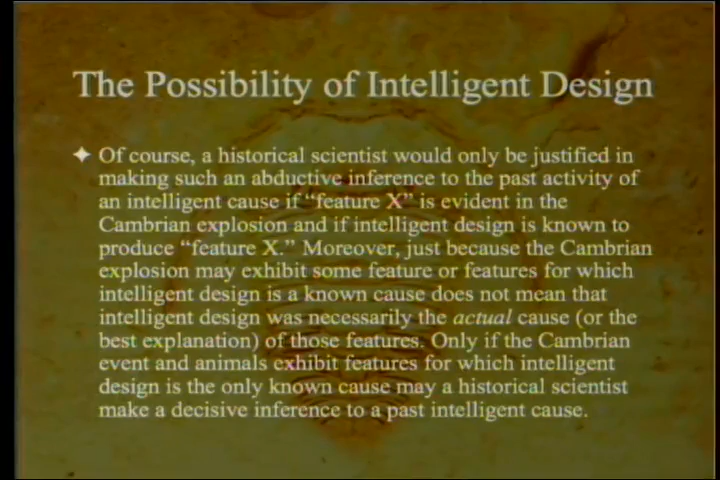 The Possibility of Intelligent Design
Of course, a historical scientist would only be justified in
making such an abductive inference to the past activity of
an intelligent cause if “feature X” is evident in the
Cambrian explosion and if intelligent design is known to
produce “feature X.” Moreover, just because the Cambrian
explosion may exhibit some feature or features for which
intelligent design is a known cause does not mean that
intelligent design was necessarily the actual cause (or the
best explanation) of those features. Only if the Cambrian
event and animals exhibit features for which intelligent
design is the only known cause may a historical scientist
make a decisive inference to a past intelligent cause.